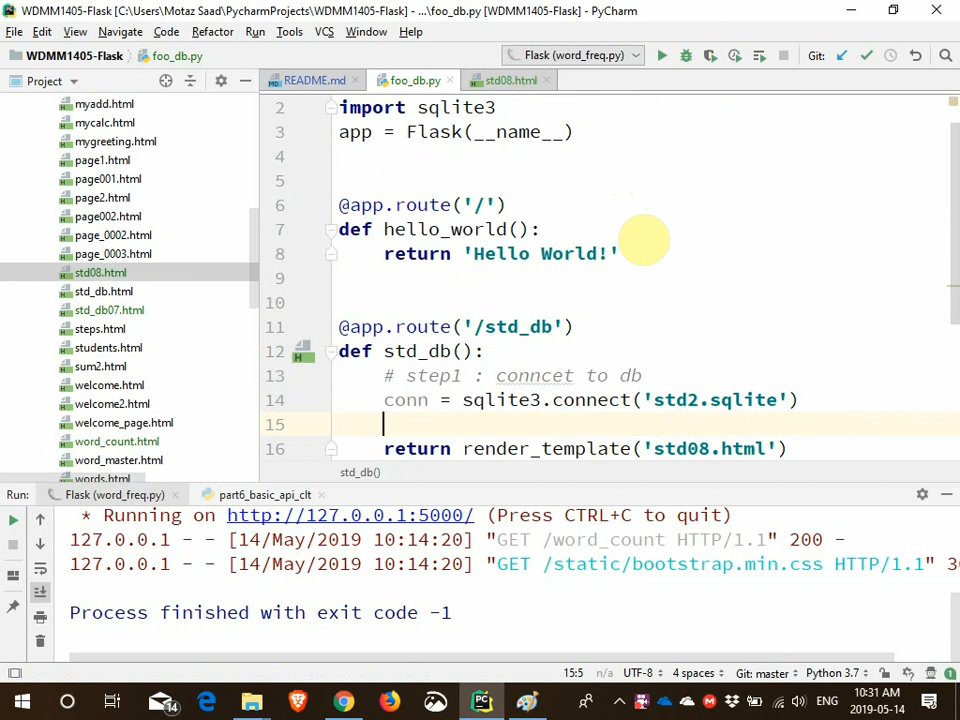 WDMM1405-Flask [C:\Users\Motaz Saad\PycharmProjects\WDMM1405-Flask] - ...\foo_db.py [WDMM1405-Flask] - PyCharm
File Edit View Navigate Code Refactor Run Tools VCS Window Help
WDMM1405-Flask foo_db.py Flask (word_freq.py) Git:
Project README.md foo_db.py std08.html
myadd.html
mycalc.html
mygreeting.html
page1.html
page001.html
page2.html
page002.html
page_0002.html
page_0003.html
std08.html
std_db.html
std_db07.html
steps.html
students.html
sum2.html
welcome.html
welcome2.html
welcome_page.html
word_count.html
word_master.html
words.html
2 import sqlite3
3 app = Flask(__name__)
4
5
6 @app.route('/')
7 def hello_world():
8 return 'Hello World!'
9
10
11 @app.route('/std_db')
12 def std_db():
13 # step1 : conncet to db
14 conn = sqlite3.connect('std2.sqlite')
15
16 return render_template('std08.html')
std_db()
Run: Flask (word_freq.py) part6_basic_api_clt
* Running on http://127.0.0.1:5000/ (Press CTRL+C to quit)
127.0.0.1 - - [14/May/2019 10:14:20] "GET /word_count HTTP/1.1" 200 -
127.0.0.1 - - [14/May/2019 10:14:20] "GET /static/bootstrap.min.css HTTP/1.1" 30
Process finished with exit code -1
15:5 n/a UTF-8 4 spaces Git: master Python 3.7 1
14 PC ENG 10:31 AM
2019-05-14